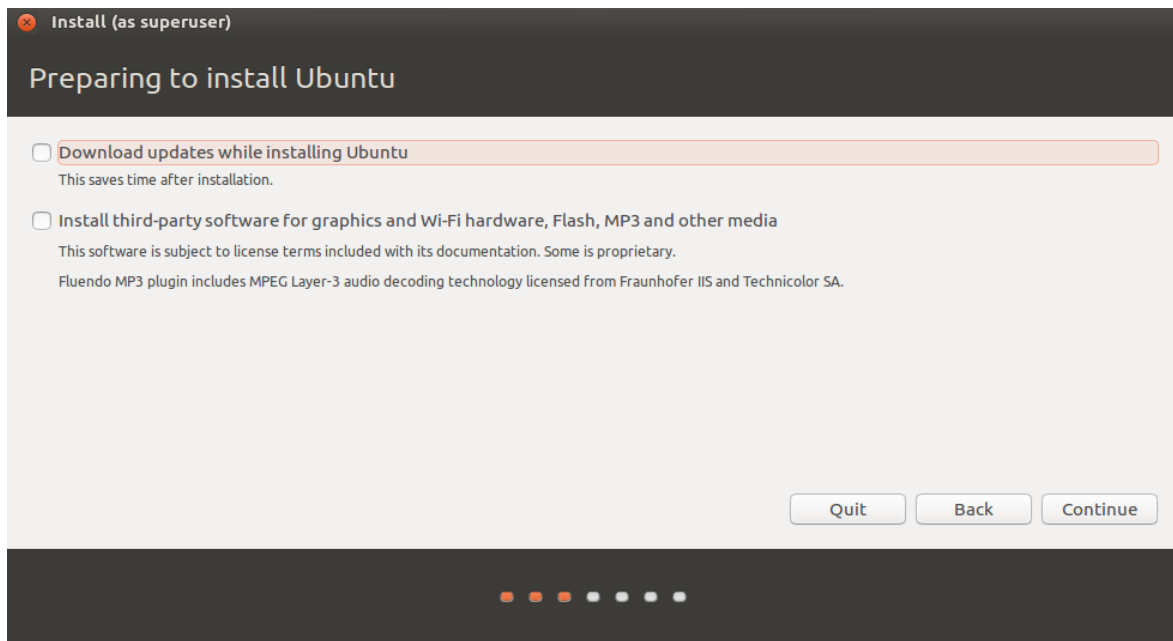 Install (as superuser)
Preparing to install Ubuntu
Download updates while installing Ubuntu
This saves time after installation.
Install third-party software for graphics and Wi-Fi hardware, Flash, MP3 and other media
This software is subject to license terms included with its documentation. Some is proprietary.
Fluendo MP3 plugin includes MPEG Layer-3 audio decoding technology licensed from Fraunhofer IIS and Technicolor SA.
Quit Back Continue